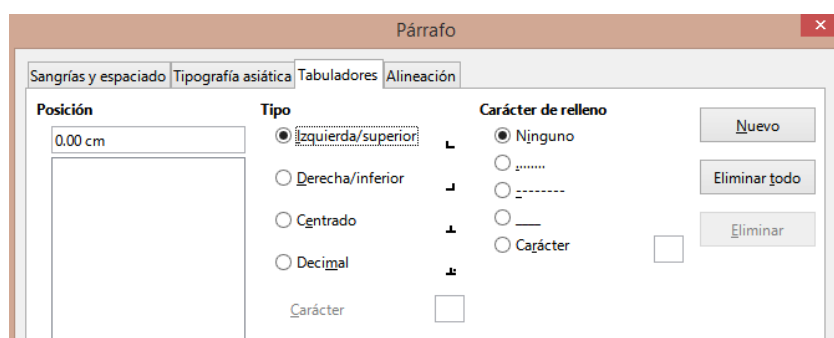 Párrafo
Sangrías y espaciado Tipografía asiática Tabuladores Alineación
Posición Tipo Carácter de relleno
0.00 cm Izquierda/superior Ninguno Nuevo
.........
Derecha/inferior Eliminar todo
--------
Centrado ___ Eliminar
Carácter
Decimal
Carácter